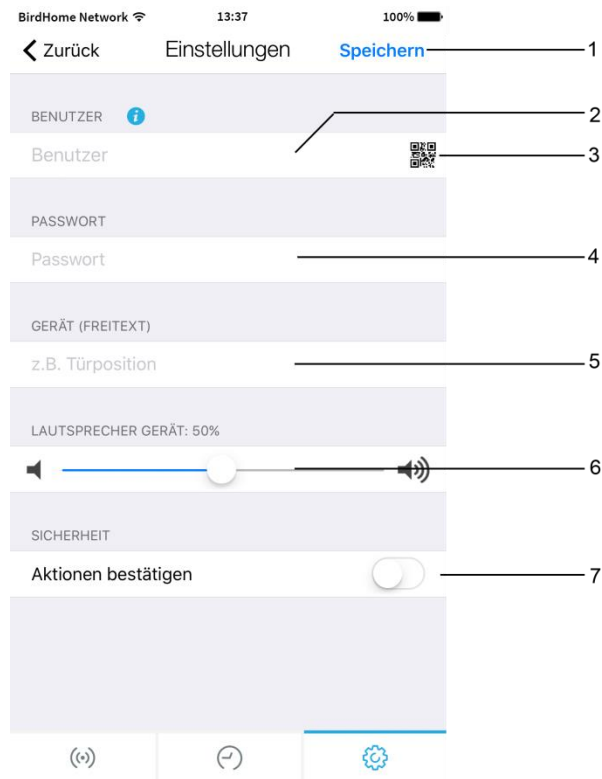 BirdHome Network 13:37 100%
Zurück Einstellungen Speichern 1
BENUTZER i 2
Benutzer 3
PASSWORT
Passwort 4
GERÄT (FREITEXT)
z.B. Türposition 5
LAUTSPRECHER GERÄT: 50%
6
SICHERHEIT
Aktionen bestätigen 7